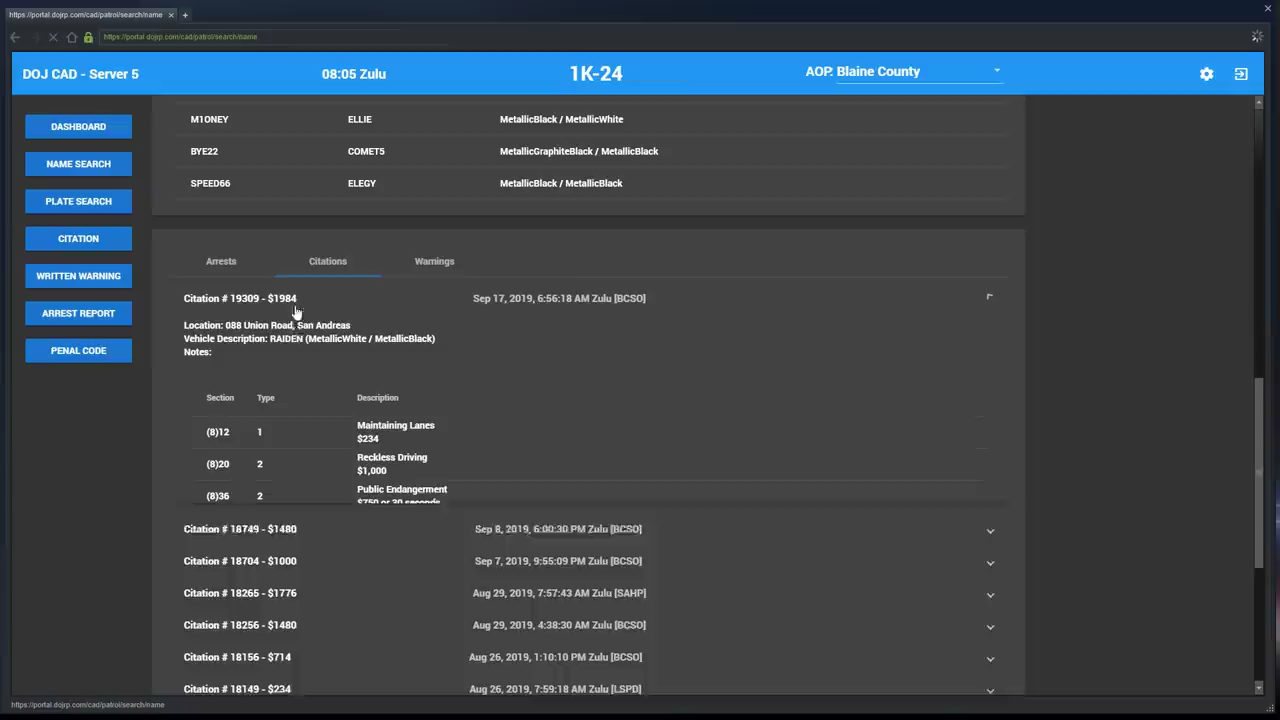 https://portal.dojrp.com/cad/patrol/search/name
https://portal.dojrp.com/cad/patrol/search/name
DOJ CAD - Server 5
08:05 Zulu
1K-24
AOP: Blaine County
DASHBOARD
NAME SEARCH
PLATE SEARCH
CITATION
WRITTEN WARNING
ARREST REPORT
PENAL CODE
M1ONEY ELLIE MetallicBlack / MetallicWhite
BYE22 COMET5 MetallicGraphiteBlack / MetallicBlack
SPEED66 ELEGY MetallicBlack / MetallicBlack
Arrests Citations Warnings
Citation # 19309 - $1984 Sep 17, 2019, 6:56:18 AM Zulu [BCSO]
Location: 088 Union Road, San Andreas
Vehicle Description: RAIDEN (MetallicWhite / MetallicBlack)
Notes:
Section Type Description
(8)12 1 Maintaining Lanes
$234
(8)20 2 Reckless Driving
$1,000
(8)36 2 Public Endangerment
$750 or 30 seconds
Citation # 18749 - $1480 Sep 8, 2019, 6:00:30 PM Zulu [BCSO]
Citation # 18704 - $1000 Sep 7, 2019, 9:55:09 PM Zulu [BCSO]
Citation # 18265 - $1776 Aug 29, 2019, 7:57:43 AM Zulu [SAHP]
Citation # 18256 - $1480 Aug 29, 2019, 4:38:30 AM Zulu [BCSO]
Citation # 18156 - $714 Aug 26, 2019, 1:10:10 PM Zulu [BCSO]
Citation # 18149 - $234 Aug 26, 2019, 7:59:18 AM Zulu [LSPD]
https://portal.dojrp.com/cad/patrol/search/name